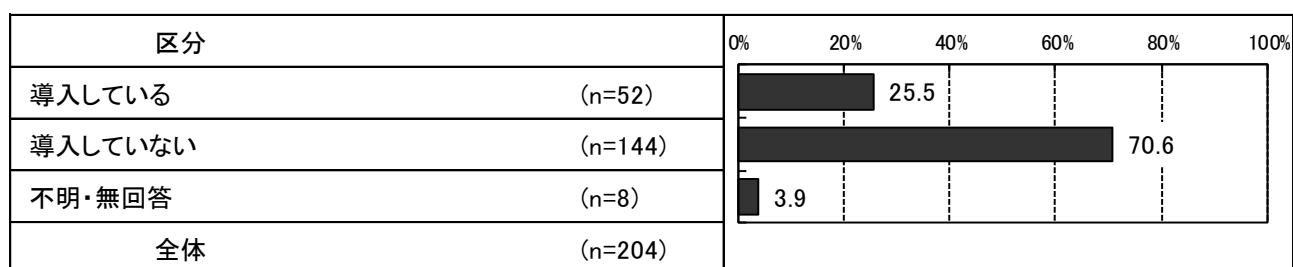 区分 0% 20% 40% 60% 80% 100%
導入している (n=52) 25.5
導入していない (n=144) 70.6
不明・無回答 (n=8) 3.9
全体 (n=204)